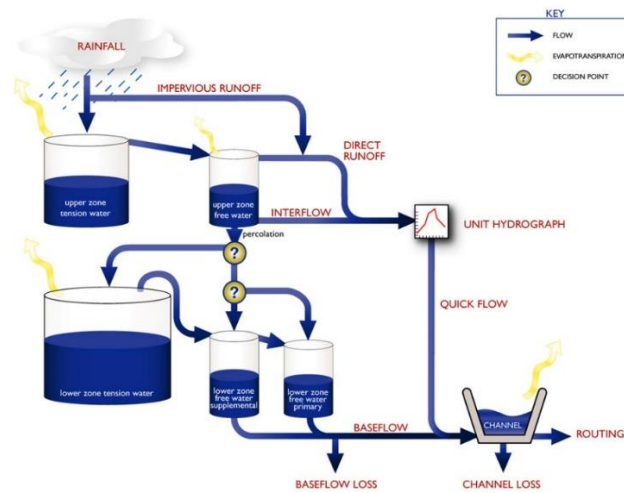 KEY
FLOW
EVAPOTRANSPIRATION
? DECISION POINT
RAINFALL
IMPERVIOUS RUNOFF
DIRECT
RUNOFF
upper zone
tension water
upper zone
free water
INTERFLOW
UNIT HYDROGRAPH
percolation
?
?
QUICK FLOW
lower zone tension water
lower zone
free water
supplemental
lower zone
free water
primary
BASEFLOW
CHANNEL
ROUTING
BASEFLOW LOSS
CHANNEL LOSS